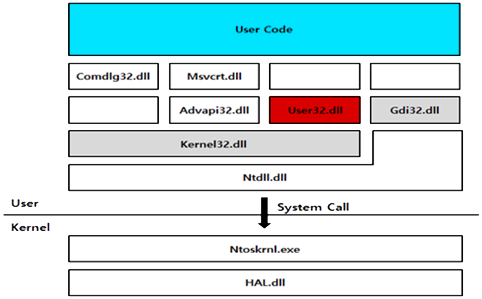 User Code
Comdlg32.dll Msvcrt.dll
Advapi32.dll User32.dll Gdi32.dll
Kernel32.dll
Ntdll.dll
User
System Call
Kernel
Ntoskrnl.exe
HAL.dll